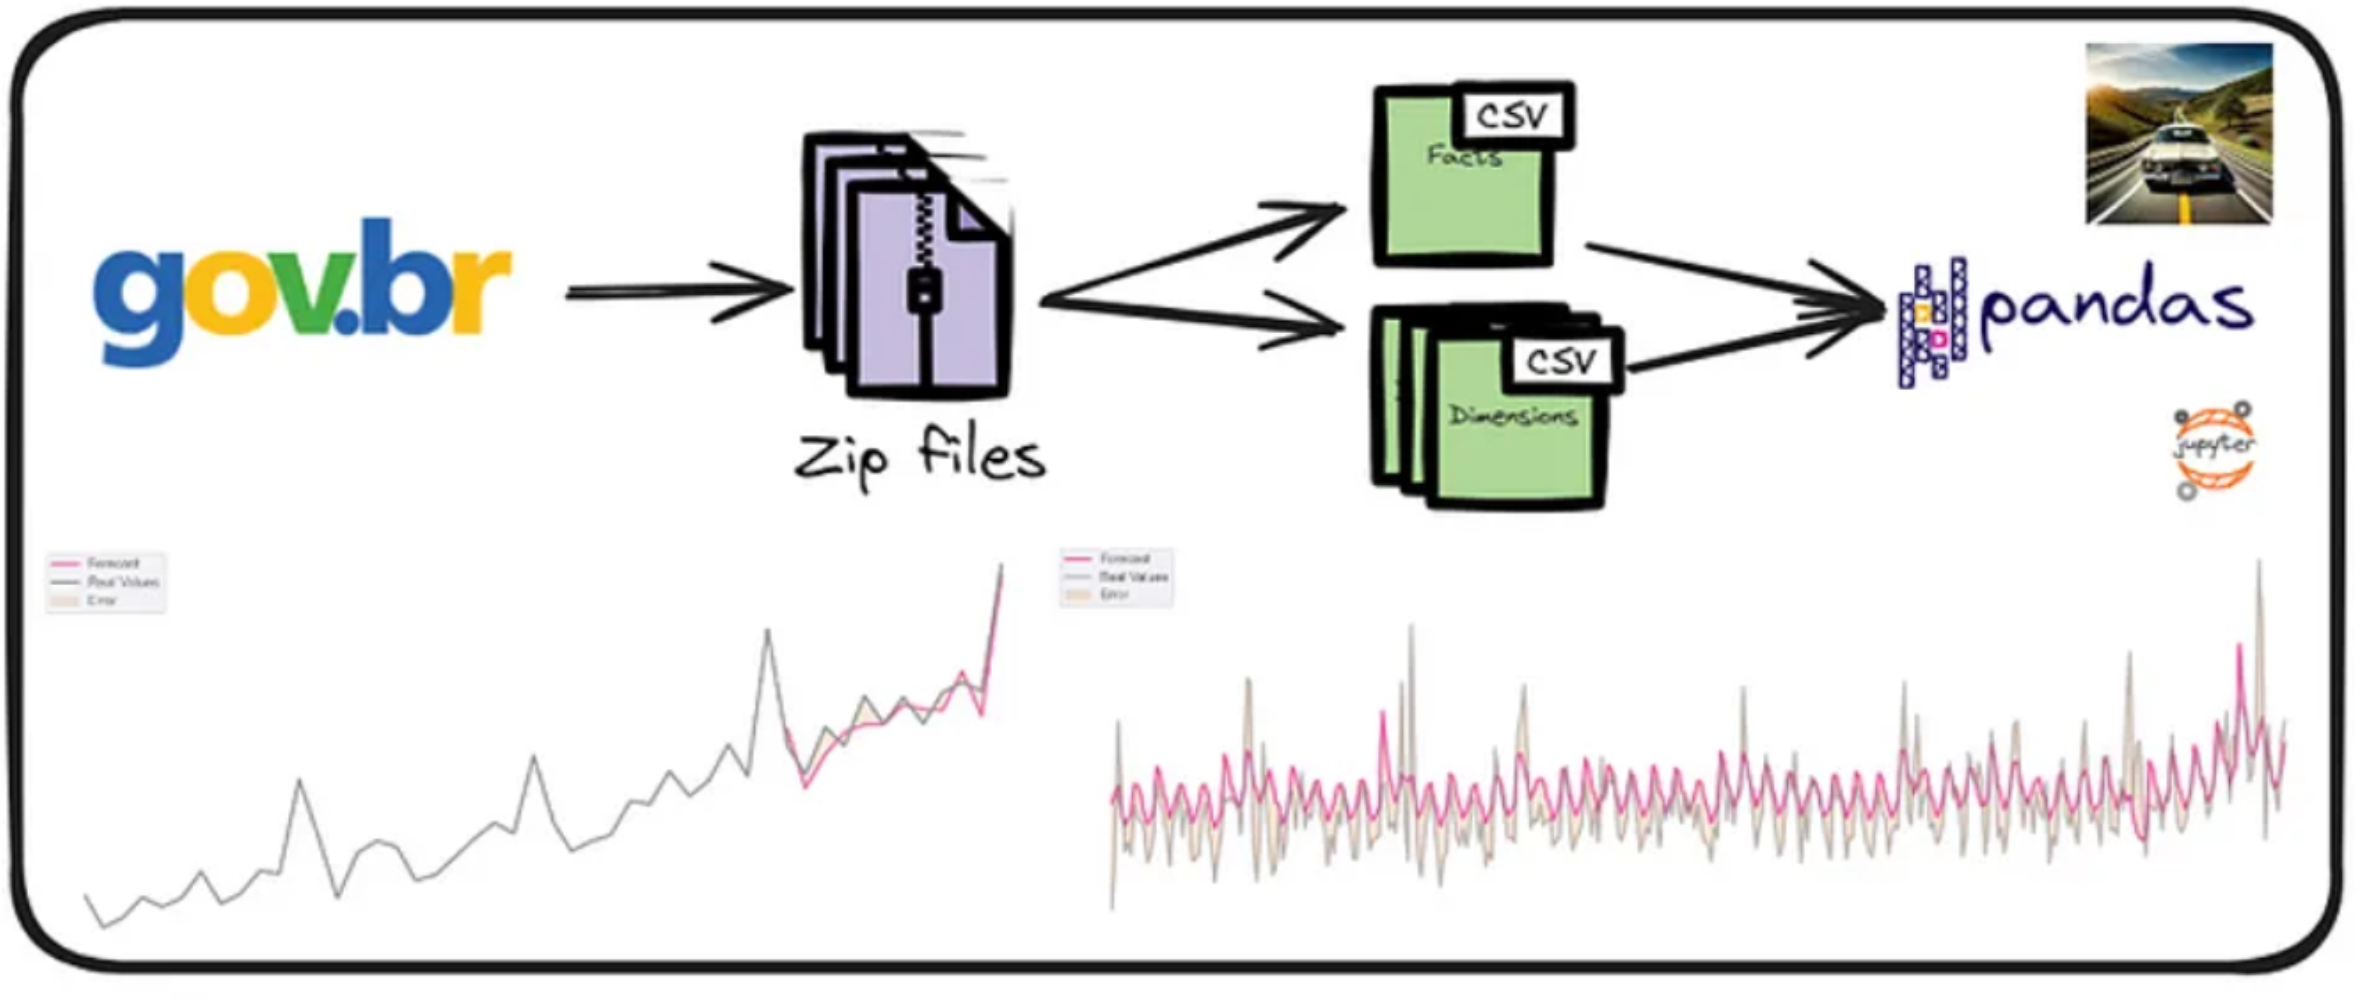 gov.br
Zip files
CSV
Facts
CSV
Dimensions
pandas
jupyter
Forecast
Real Values
Error
Forecast
Real Values
Error